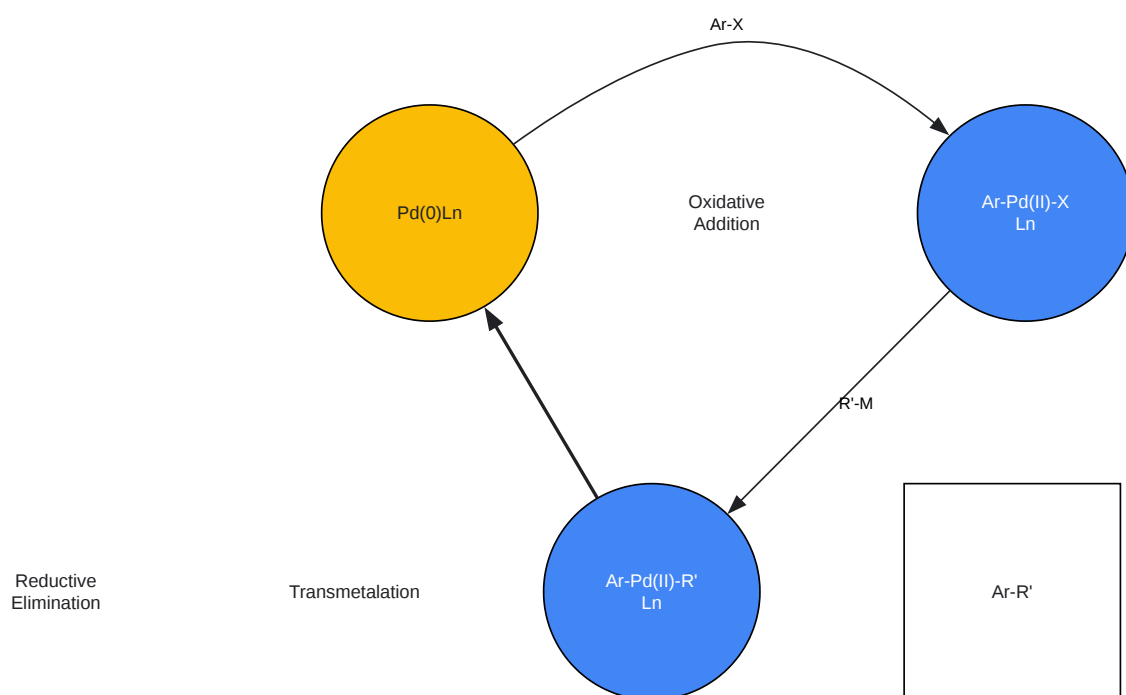 Ar-X
Pd(0)Ln
Oxidative
Addition
Ar-Pd(II)-X
Ln
R'-M
Reductive
Elimination
Transmetalation
Ar-Pd(II)-R'
Ln
Ar-R'